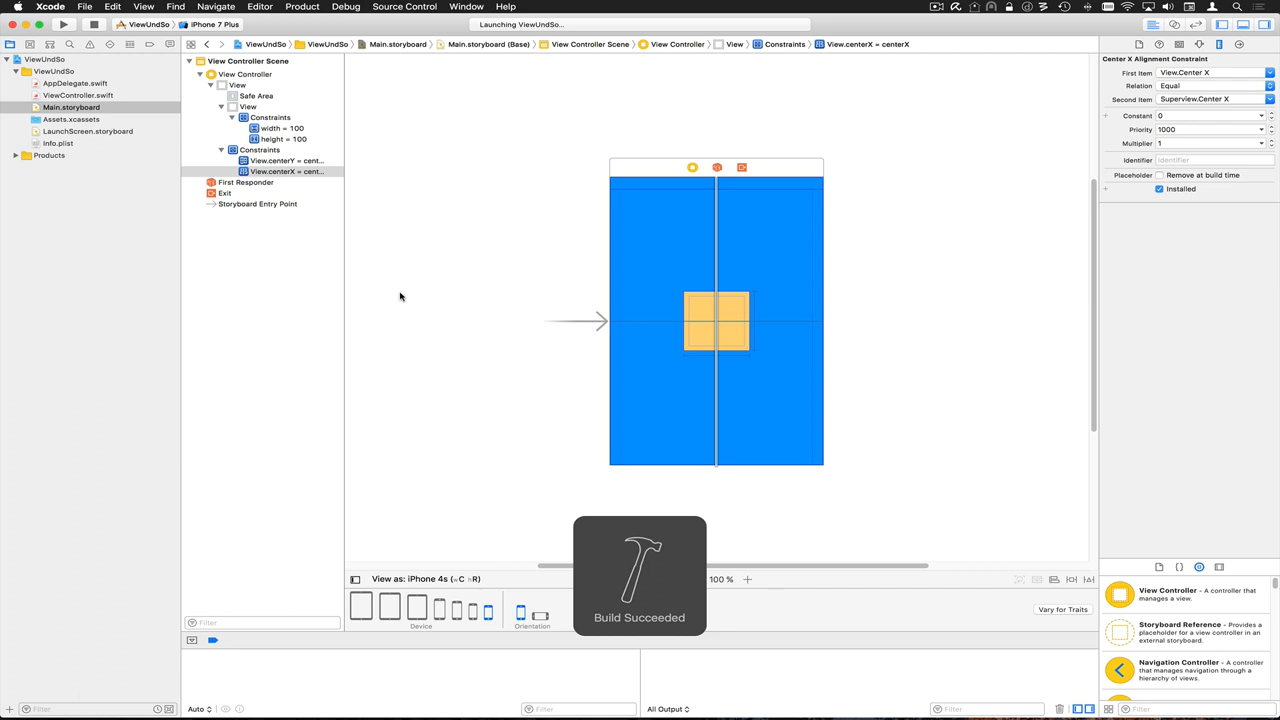 Xcode File Edit View Find Navigate Editor Product Debug Source Control Window Help
ViewUndSo iPhone 7 Plus
Launching ViewUndSo…
ViewUndSo ViewUndSo Main.storyboard Main.storyboard (Base) View Controller Scene View Controller View Constraints View.centerX = centerX
ViewUndSo
ViewUndSo
AppDelegate.swift
ViewController.swift
Main.storyboard
Assets.xcassets
LaunchScreen.storyboard
Info.plist
Products
View Controller Scene
View Controller
View
Safe Area
View
Constraints
width = 100
height = 100
Constraints
View.centerY = cent...
View.centerX = cent...
First Responder
Exit
Storyboard Entry Point
Center X Alignment Constraint
First Item View.Center X
Relation Equal
Second Item Superview.Center X
Constant 0
Priority 1000
Multiplier 1
Identifier Identifier
Placeholder Remove at build time
Installed
Build Succeeded
View as: iPhone 4s (wC hR)
100 %
Device
Orientation
Vary for Traits
View Controller - A controller that manages a view.
Storyboard Reference - Provides a placeholder for a view controller in an external storyboard.
Navigation Controller - A controller that manages navigation through a hierarchy of views.
Filter
Filter
Auto
Filter
All Output
Filter
Filter